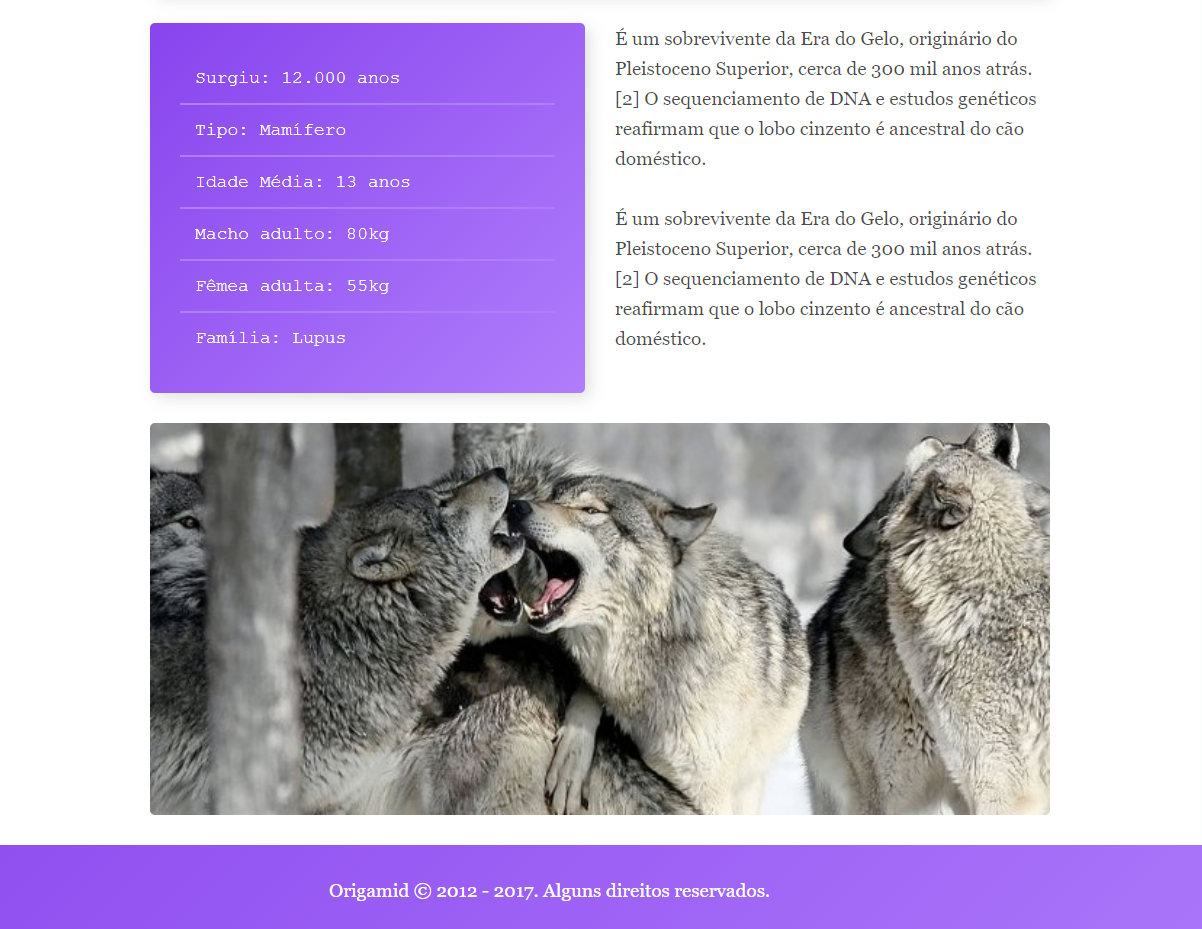 Surgiu: 12.000 anos
Tipo: Mamífero
Idade Média: 13 anos
Macho adulto: 80kg
Fêmea adulta: 55kg
Família: Lupus
É um sobrevivente da Era do Gelo, originário do
Pleistoceno Superior, cerca de 300 mil anos atrás.
[2] O sequenciamento de DNA e estudos genéticos
reafirmam que o lobo cinzento é ancestral do cão
doméstico.
É um sobrevivente da Era do Gelo, originário do
Pleistoceno Superior, cerca de 300 mil anos atrás.
[2] O sequenciamento de DNA e estudos genéticos
reafirmam que o lobo cinzento é ancestral do cão
doméstico.
Origamid © 2012 - 2017. Alguns direitos reservados.